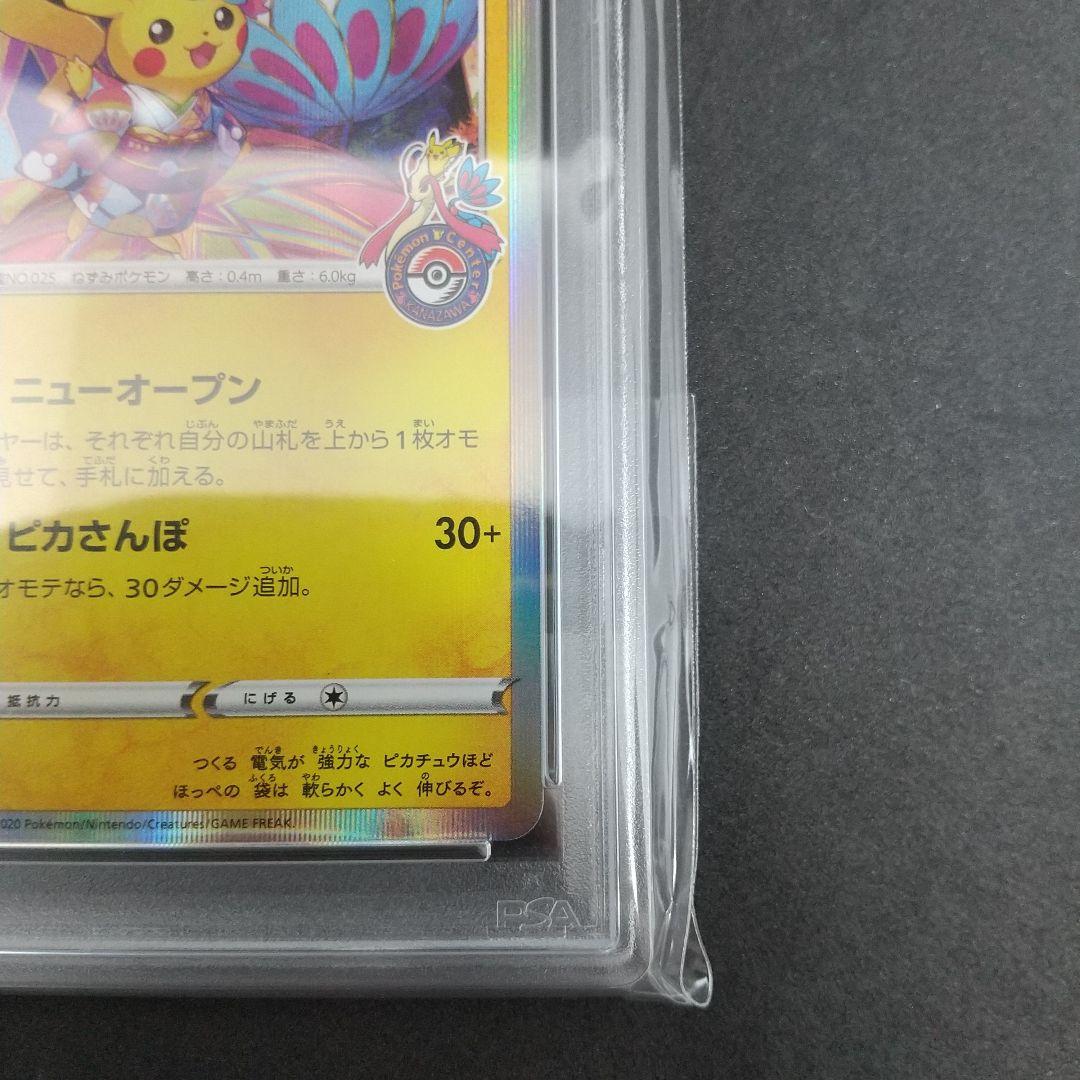 Pokémon Center
KANAZAWA
NO.025 ねずみポケモン 高さ:0.4m 重さ:6.0kg
ニューオープン
ヤーは、それぞれ自分の山札を上から1枚オモ
見せて、手札に加える。
ピカさんぽ 30+
オモテなら、30ダメージ追加。
抵抗力 にげる
つくる 電気が 強力な ピカチュウほど
ほっぺの 袋は 軟らかく よく 伸びるぞ。
020 Pokémon/Nintendo/Creatures/GAME FREAK.
PSA